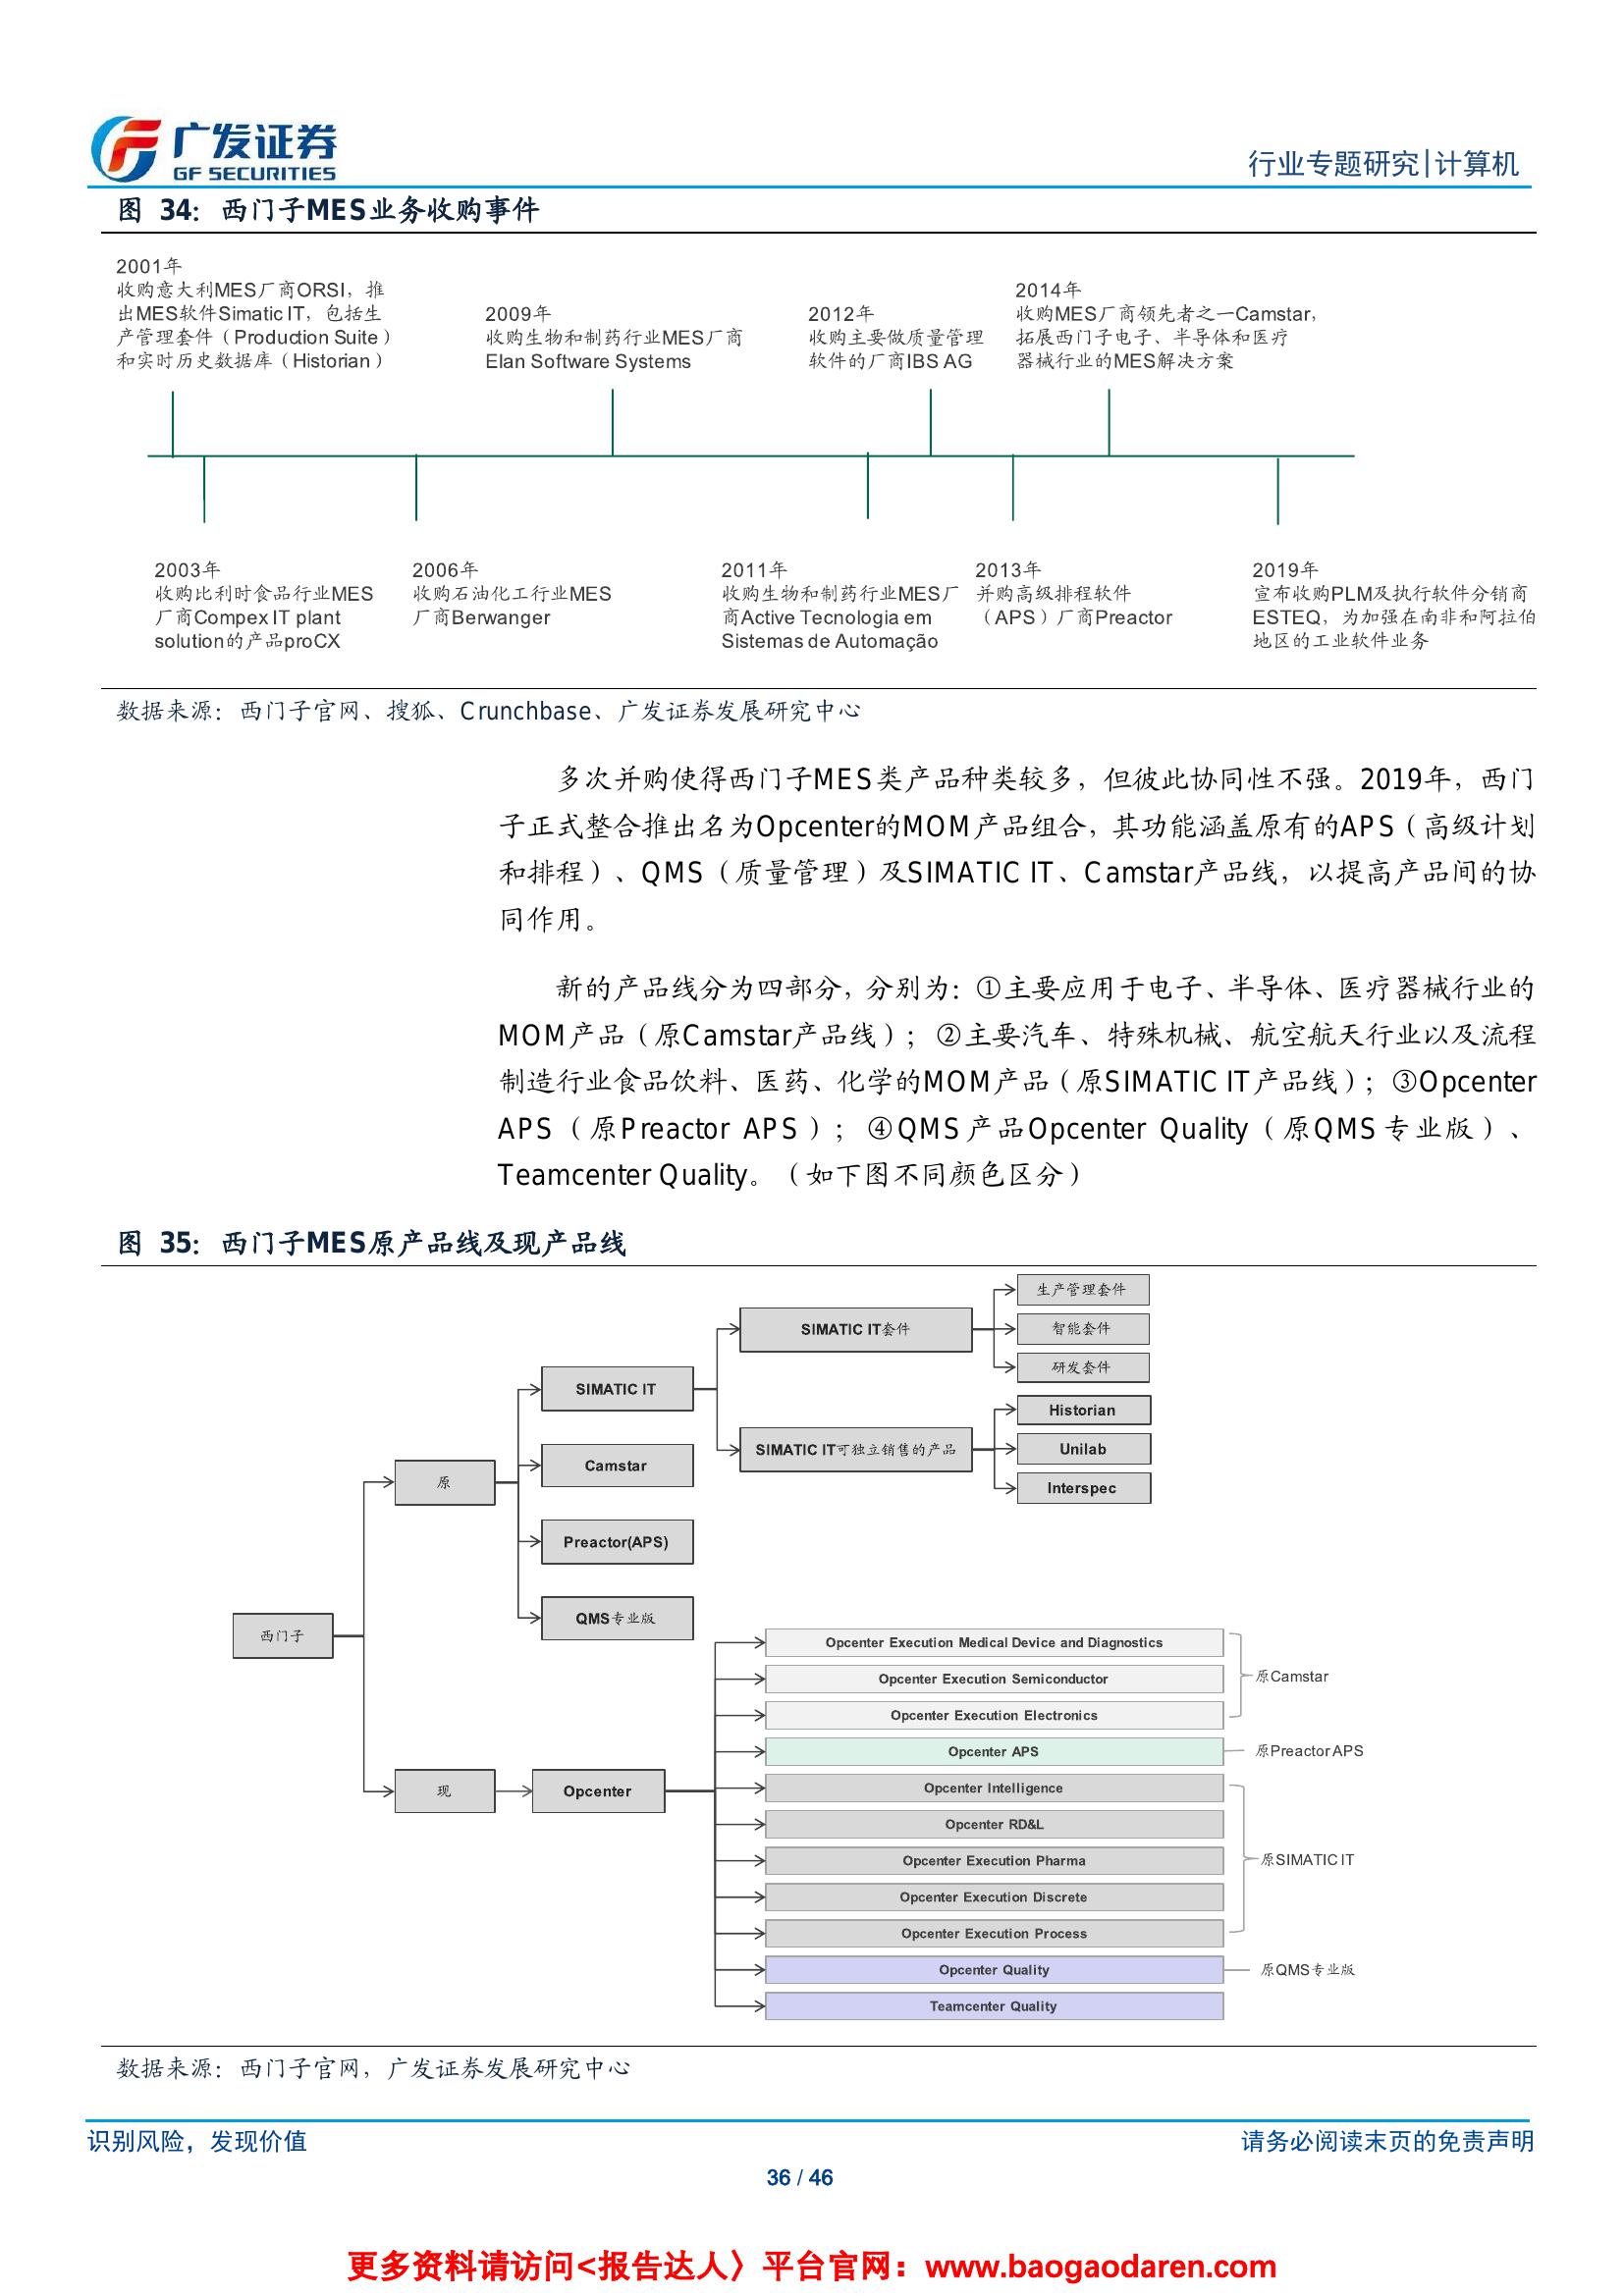 广发证券
GF SECURITIES
行业专题研究|计算机
图 34：西门子MES业务收购事件
2001年
收购意大利MES厂商ORSI，推
出MES软件Simatic IT，包括生
产管理套件（Production Suite）
和实时历史数据库（Historian）
2009年
收购生物和制药行业MES厂商
Elan Software Systems
2012年
收购主要做质量管理
软件的厂商IBS AG
2014年
收购MES厂商领先者之一Camstar，
拓展西门子电子、半导体和医疗
器械行业的MES解决方案
2003年
收购比利时食品行业MES
厂商Compex IT plant
solution的产品proCX
2006年
收购石油化工行业MES
厂商Berwanger
2011年
收购生物和制药行业MES厂
商Active Tecnologia em
Sistemas de Automação
2013年
并购高级排程软件
（APS）厂商Preactor
2019年
宣布收购PLM及执行软件分销商
ESTEQ，为加强在南非和阿拉伯
地区的工业软件业务
数据来源：西门子官网、搜狐、Crunchbase、广发证券发展研究中心
多次并购使得西门子MES类产品种类较多，但彼此协同性不强。2019年，西门
子正式整合推出名为Opcenter的MOM产品组合，其功能涵盖原有的APS（高级计划
和排程）、QMS（质量管理）及SIMATIC IT、Camstar产品线，以提高产品间的协
同作用。
新的产品线分为四部分，分别为：①主要应用于电子、半导体、医疗器械行业的
MOM产品（原Camstar产品线）；②主要汽车、特殊机械、航空航天行业以及流程
制造行业食品饮料、医药、化学的MOM产品（原SIMATIC IT产品线）；③Opcenter
APS（原Preactor APS）；④QMS产品Opcenter Quality（原QMS专业版）、
Teamcenter Quality。（如下图不同颜色区分）
图 35：西门子MES原产品线及现产品线
生产管理套件
SIMATIC IT套件
智能套件
研发套件
SIMATIC IT
Historian
SIMATIC IT可独立销售的产品
Unilab
Interspec
Camstar
原
Preactor(APS)
QMS专业版
西门子
Opcenter Execution Medical Device and Diagnostics
Opcenter Execution Semiconductor
原Camstar
Opcenter Execution Electronics
Opcenter APS
原Preactor APS
现
Opcenter
Opcenter Intelligence
Opcenter RD&L
Opcenter Execution Pharma
原SIMATIC IT
Opcenter Execution Discrete
Opcenter Execution Process
Opcenter Quality
原QMS专业版
Teamcenter Quality
数据来源：西门子官网，广发证券发展研究中心
识别风险，发现价值
请务必阅读末页的免责声明
36 / 46
更多资料请访问<报告达人〉平台官网：www.baogaodaren.com